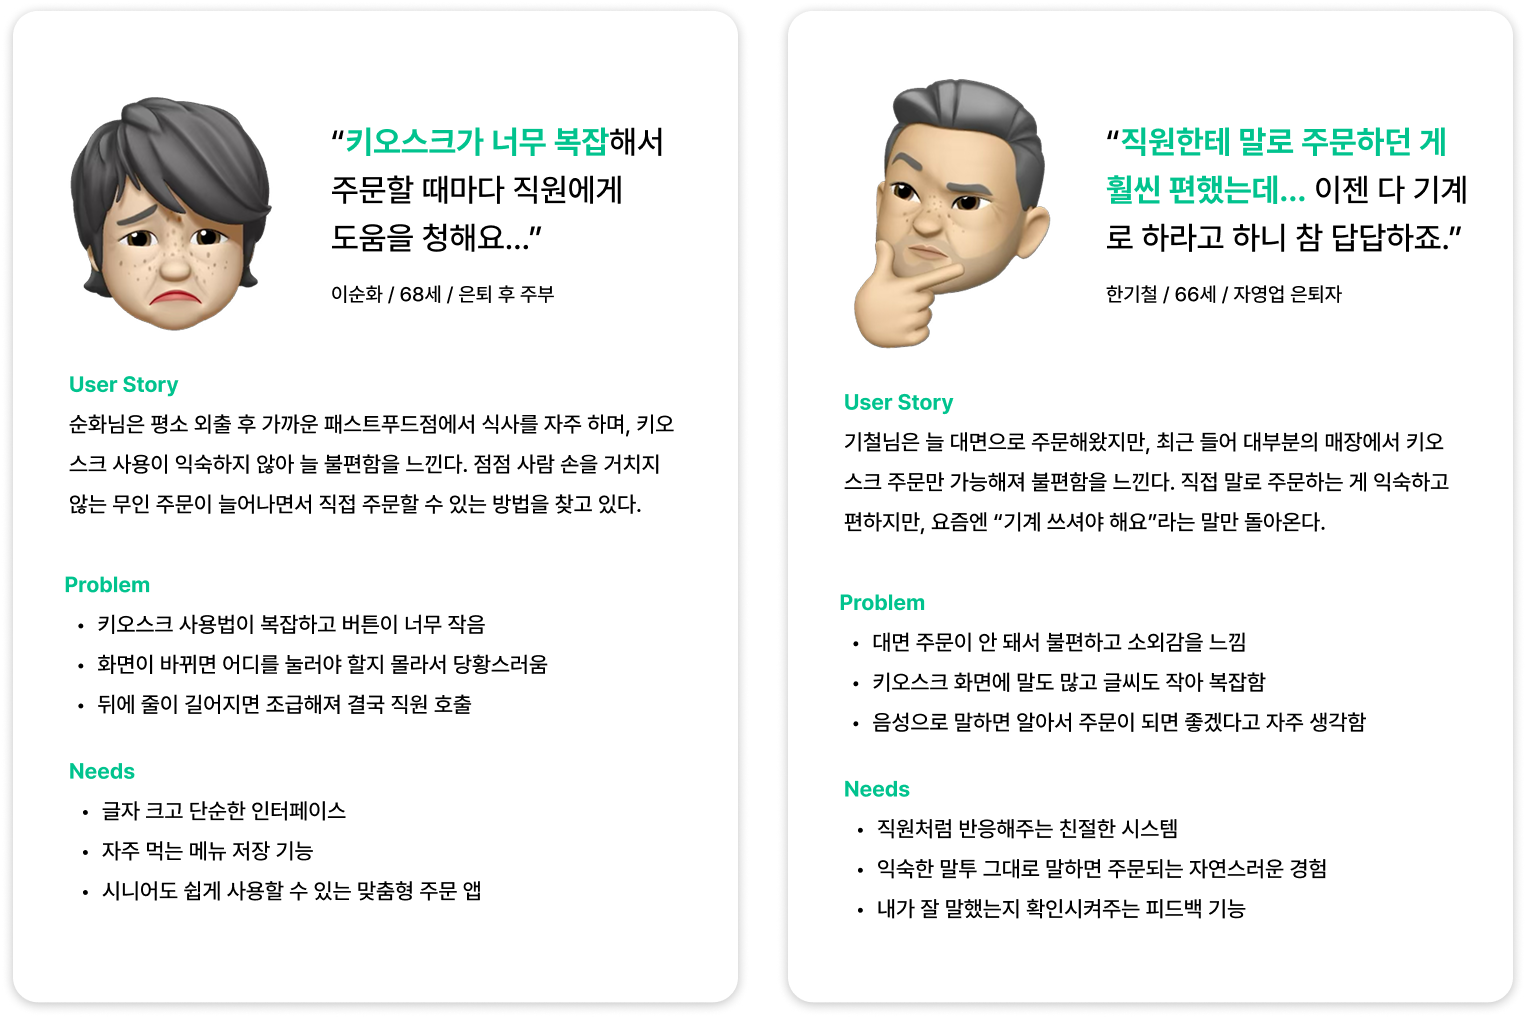 “키오스크가 너무 복잡해서
주문할 때마다 직원에게
도움을 청해요...”
이순화 / 68세 / 은퇴 후 주부
User Story
순화님은 평소 외출 후 가까운 패스트푸드점에서 식사를 자주 하며, 키오
스크 사용이 익숙하지 않아 늘 불편함을 느낀다. 점점 사람 손을 거치지
않는 무인 주문이 늘어나면서 직접 주문할 수 있는 방법을 찾고 있다.
Problem
• 키오스크 사용법이 복잡하고 버튼이 너무 작음
• 화면이 바뀌면 어디를 눌러야 할지 몰라서 당황스러움
• 뒤에 줄이 길어지면 조급해져 결국 직원 호출
Needs
• 글자 크고 단순한 인터페이스
• 자주 먹는 메뉴 저장 기능
• 시니어도 쉽게 사용할 수 있는 맞춤형 주문 앱
“직원한테 말로 주문하던 게
훨씬 편했는데... 이젠 다 기계
로 하라고 하니 참 답답하죠.”
한기철 / 66세 / 자영업 은퇴자
User Story
기철님은 늘 대면으로 주문해왔지만, 최근 들어 대부분의 매장에서 키오
스크 주문만 가능해져 불편함을 느낀다. 직접 말로 주문하는 게 익숙하고
편하지만, 요즘엔 “기계 쓰셔야 해요”라는 말만 돌아온다.
Problem
• 대면 주문이 안 돼서 불편하고 소외감을 느낌
• 키오스크 화면에 말도 많고 글씨도 작아 복잡함
• 음성으로 말하면 알아서 주문이 되면 좋겠다고 자주 생각함
Needs
• 직원처럼 반응해주는 친절한 시스템
• 익숙한 말투 그대로 말하면 주문되는 자연스러운 경험
• 내가 잘 말했는지 확인시켜주는 피드백 기능